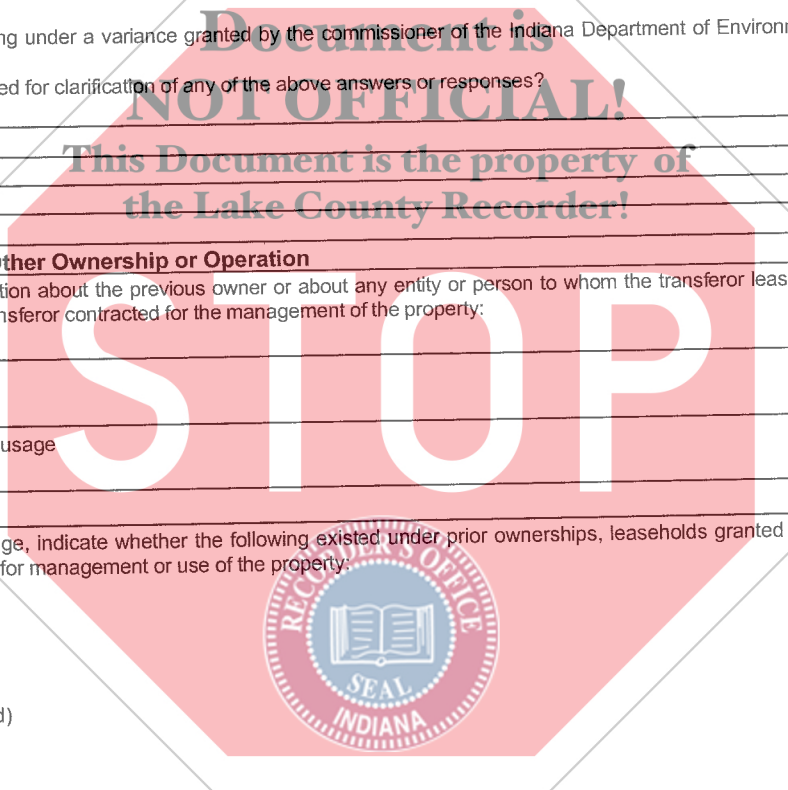 Document is
ng under a variance granted by the commissioner of the Indiana Department of Environm
ed for clarification of any of the above answers or responses?
NOT OFFICIAL!
This Document is the property of
the Lake County Recorder!
ther Ownership or Operation
tion about the previous owner or about any entity or person to whom the transferor leas
nsferor contracted for the management of the property:
STOP
usage
ge, indicate whether the following existed under prior ownerships, leaseholds granted
for management or use of the property:
RECORDER'S OFFICE
SEAL
INDIANA
d)